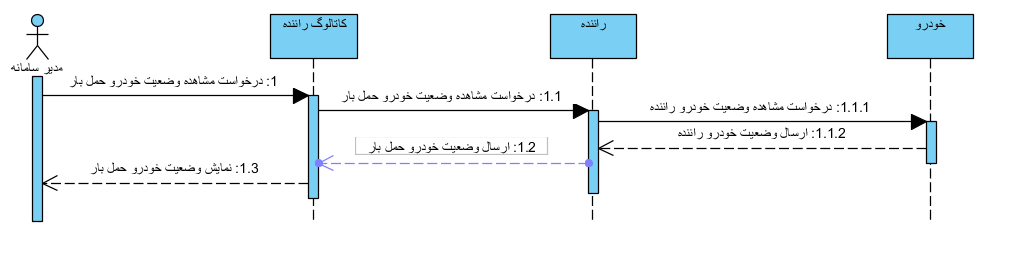 کاتالوگ راننده
راننده
خودرو
مدیر سامانه
1: درخواست مشاهده وضعیت خودرو حمل بار
1.1: درخواست مشاهده وضعیت خودرو حمل بار
1.1.1: درخواست مشاهده وضعیت خودرو راننده
1.1.2: ارسال وضعیت خودرو راننده
1.2: ارسال وضعیت خودرو حمل بار
1.3: نمایش وضعیت خودرو حمل بار